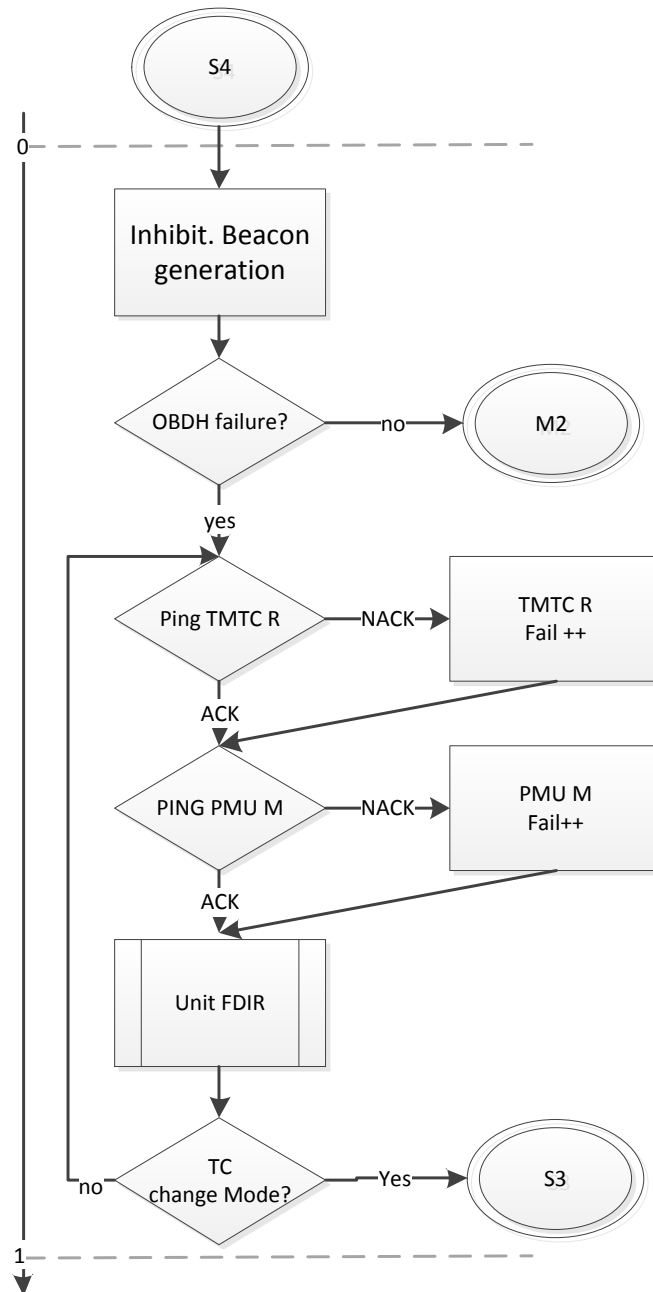 S4
0
Inhibit. Beacon
generation
OBDH failure?
no
M2
yes
Ping TMTC R
NACK
TMTC R
Fail ++
ACK
PING PMU M
NACK
PMU M
Fail++
ACK
Unit FDIR
TC
change Mode?
no
Yes
S3
1